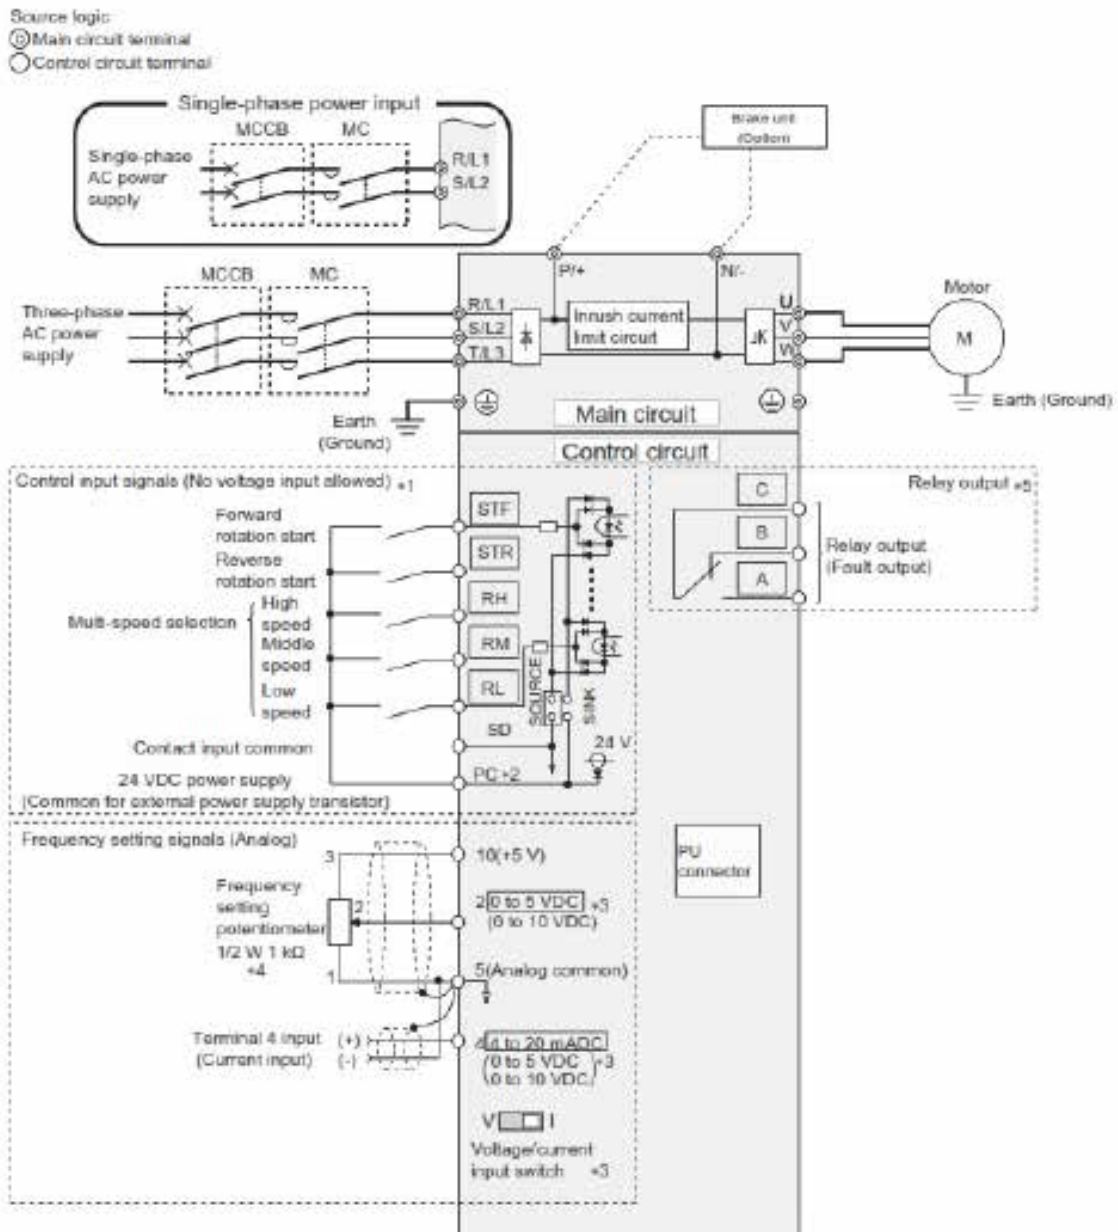 Source logic
Main circuit terminal
Control circuit terminal
Single-phase power input
MCCB
MC
Single-phase
AC power
supply
R/L1
S/L2
Brake unit
(Option)
P/+
N/-
MCCB
MC
Three-phase
AC power
supply
R/L1
S/L2
T/L3
Inrush current
limit circuit
U
V
W
Motor
M
Earth
(Ground)
Main circuit
Earth (Ground)
Control circuit
Control input signals (No voltage input allowed) *1
Relay output *5
Forward
rotation start
STF
Reverse
rotation start
STR
Multi-speed selection
High
speed
RH
Middle
speed
RM
Low
speed
RL
SOURCE
SINK
C
B
A
Relay output
(Fault output)
SD
Contact input common
24 V
24 VDC power supply
PC *2
(Common for external power supply transistor)
Frequency setting signals (Analog)
3
10(+5 V)
Frequency
setting
potentiometer
1/2 W 1 kΩ
*4
2
2 0 to 5 VDC *3
(0 to 10 VDC)
1
5(Analog common)
PU
connector
Terminal 4 input (+)
(Current input) (-)
4 4 to 20 mADC
(0 to 5 VDC
0 to 10 VDC) *3
V I
Voltage/current
input switch *3